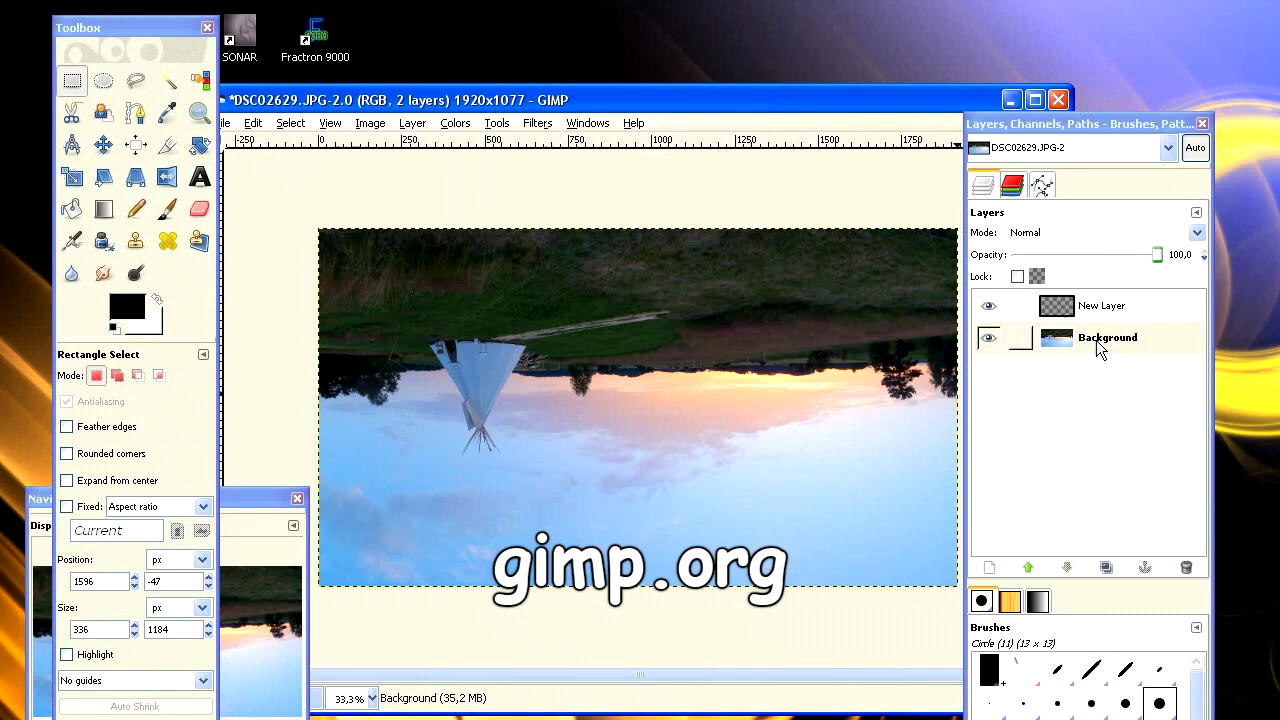 Toolbox
SONAR
Fractron 9000
*DSC02629.JPG-2.0 (RGB, 2 layers) 1920x1077 - GIMP
ile Edit Select View Image Layer Colors Tools Filters Windows Help
-250 0 250 500 750 1000 1250 1500 1750
Layers, Channels, Paths - Brushes, Patt...
DSC02629.JPG-2
Auto
Layers
Mode: Normal
Opacity: 100,0
Lock:
New Layer
Background
Rectangle Select
Mode:
Antialiasing
Feather edges
Rounded corners
Expand from center
Fixed: Aspect ratio
Current
Position: px
1596 -47
Size: px
336 1184
Highlight
No guides
Auto Shrink
Navi
Disp
gimp.org
33,3% Background (35,2 MB)
Brushes
Circle (11) (13 x 13)